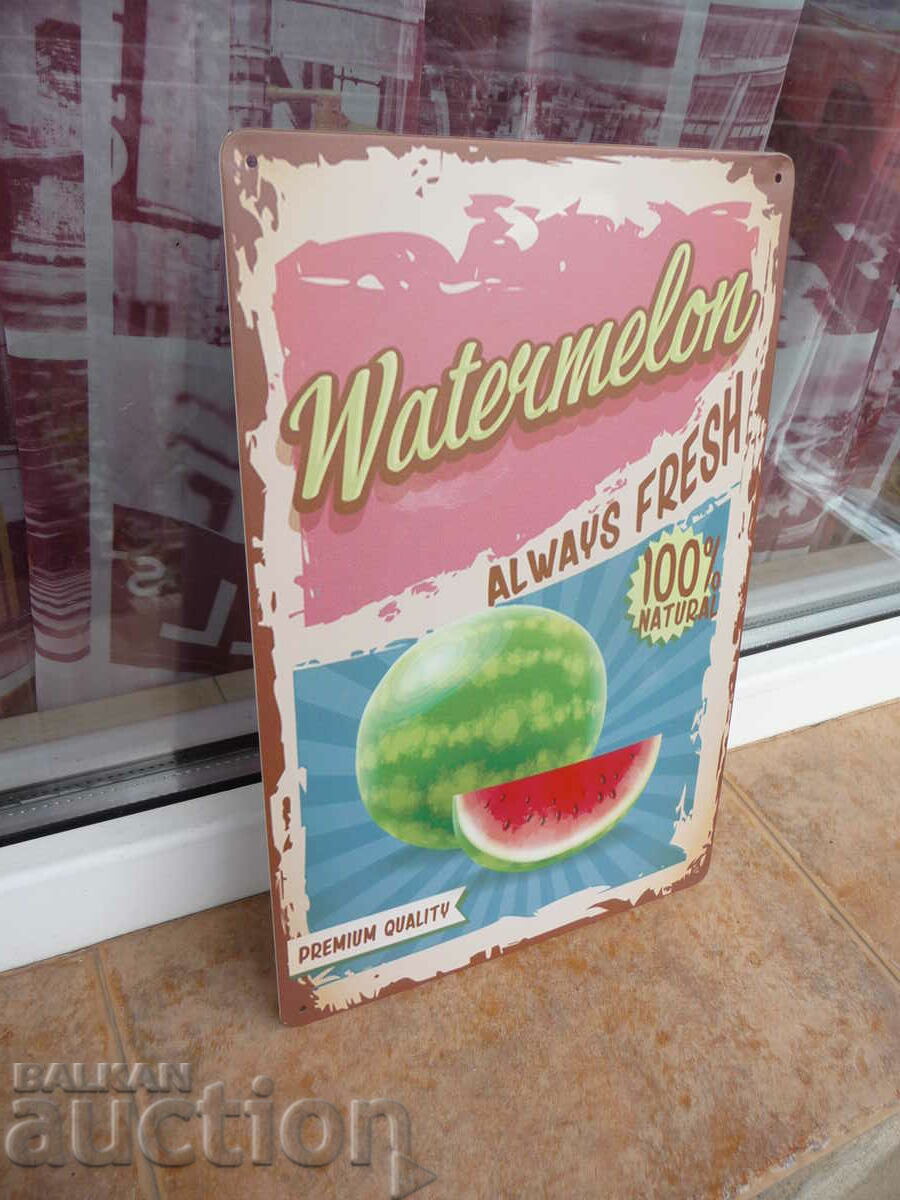 Watermelon
ALWAYS FRESH
100%
NATURAL
PREMIUM QUALITY
BALKAN
auction